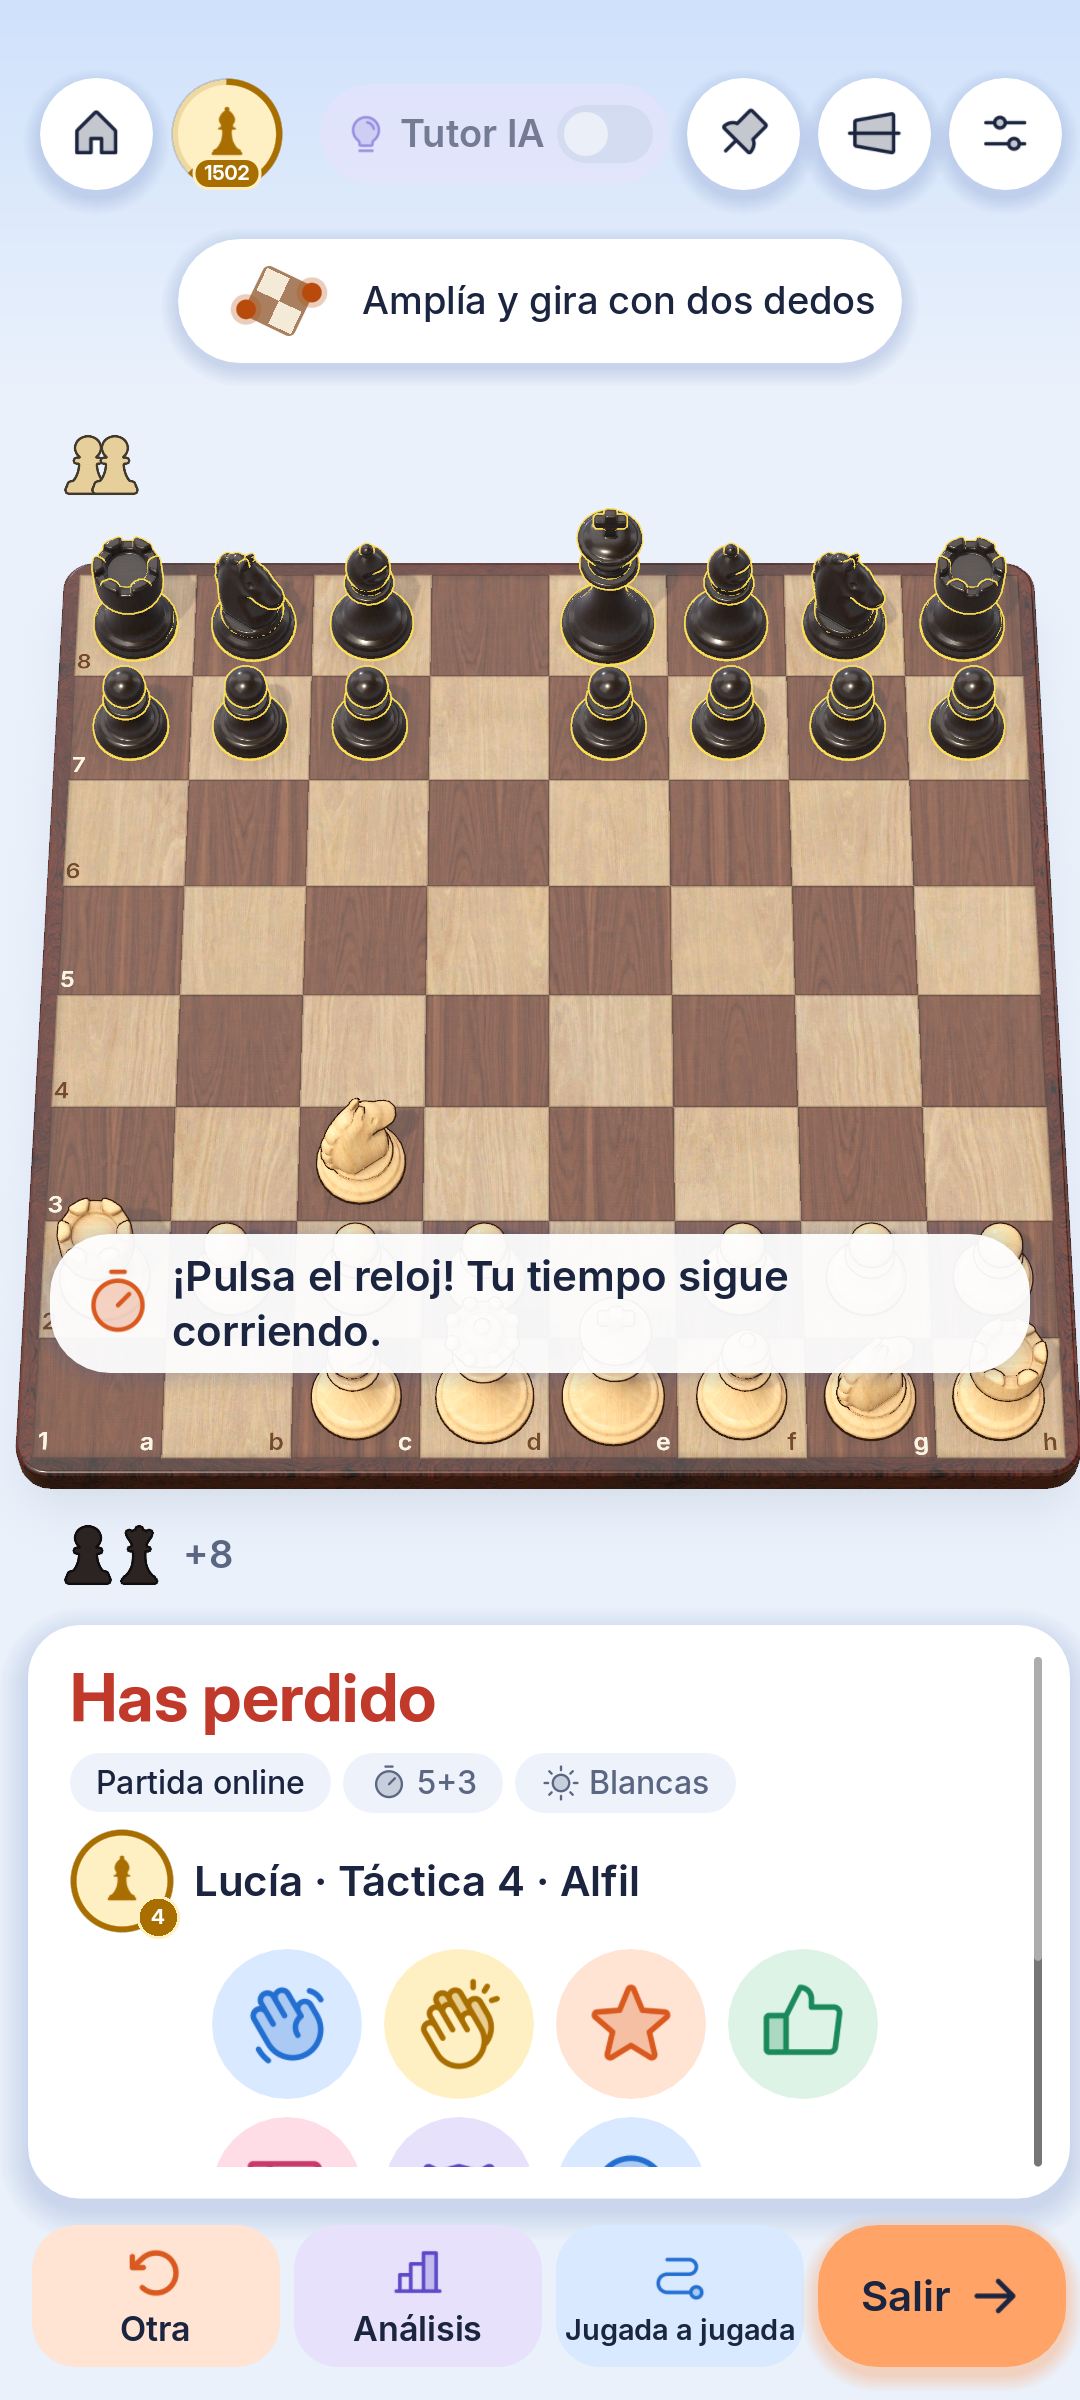 Tutor IA
1502
Amplía y gira con dos dedos
8
7
6
5
4
3
2
¡Pulsa el reloj! Tu tiempo sigue
corriendo.
1 a b c d e f g h
+8
Has perdido
Partida online 5+3 Blancas
Lucía · Táctica 4 · Alfil
4
Otra Análisis Jugada a jugada Salir